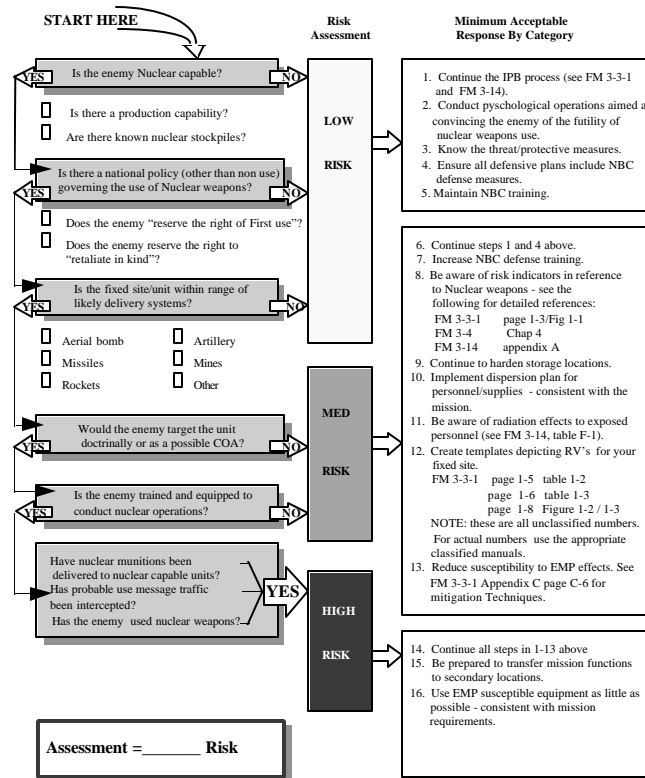 START HERE
Risk
Assessment
Minimum Acceptable
Response By Category
Is the enemy Nuclear capable?
YES
NO
Is there a production capability?
Are there known nuclear stockpiles?
Is there a national policy (other than non use)
governing the use of Nuclear weapons?
YES
NO
Does the enemy “reserve the right of First use”?
Does the enemy reserve the right to
“retaliate in kind”?
Is the fixed site/unit within range of
likely delivery systems?
YES
NO
Aerial bomb
Artillery
Missiles
Mines
Rockets
Other
Would the enemy target the unit
doctrinally or as a possible COA?
YES
NO
Is the enemy trained and equipped to
conduct nuclear operations?
YES
NO
Have nuclear munitions been
delivered to nuclear capable units?
Has probable use message traffic
been intercepted?
Has the enemy used nuclear weapons?
YES
LOW
RISK
MED
RISK
HIGH
RISK
1. Continue the IPB process (see FM 3-3-1
and FM 3-14).
2. Conduct pyschological operations aimed a
convincing the enemy of the futility of
nuclear weapons use.
3. Know the threat/protective measures.
4. Ensure all defensive plans include NBC
defense measures.
5. Maintain NBC training.
6. Continue steps 1 and 4 above.
7. Increase NBC defense training.
8. Be aware of risk indicators in reference
to Nuclear weapons - see the
following for detailed references:
FM 3-3-1 page 1-3/Fig 1-1
FM 3-4 Chap 4
FM 3-14 appendix A
9. Continue to harden storage locations.
10. Implement dispersion plan for
personnel/supplies - consistent with the
mission.
11. Be aware of radiation effects to exposed
personnel (see FM 3-14, table F-1).
12. Create templates depicting RV’s for your
fixed site.
FM 3-3-1 page 1-5 table 1-2
page 1-6 table 1-3
page 1-8 Figure 1-2 / 1-3
NOTE: these are all unclassified numbers.
For actual numbers use the appropriate
classified manuals.
13. Reduce susceptibility to EMP effects. See
FM 3-3-1 Appendix C page C-6 for
mitigation Techniques.
14. Continue all steps in 1-13 above
15. Be prepared to transfer mission functions
to secondary locations.
16. Use EMP susceptible equipment as little as
possible - consistent with mission
requirements.
Assessment =_______ Risk